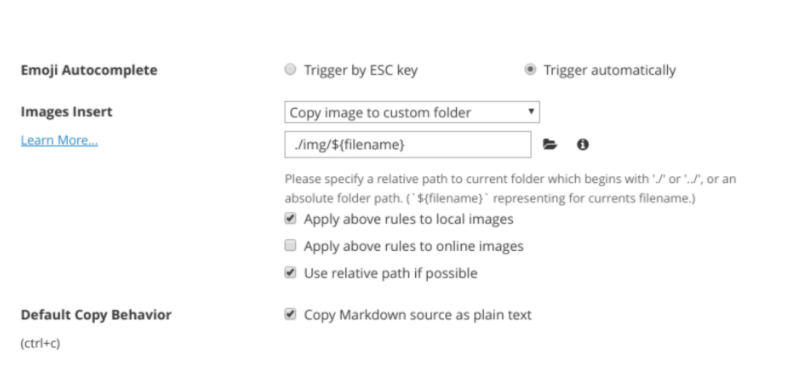 Emoji Autocomplete Trigger by ESC key Trigger automatically
Images Insert Copy image to custom folder
Learn More... ./img/${filename}
Please specify a relative path to current folder which begins with './' or '../', or an
absolute folder path. (`${filename}` representing for currents filename.)
Apply above rules to local images
Apply above rules to online images
Use relative path if possible
Default Copy Behavior Copy Markdown source as plain text
(ctrl+c)